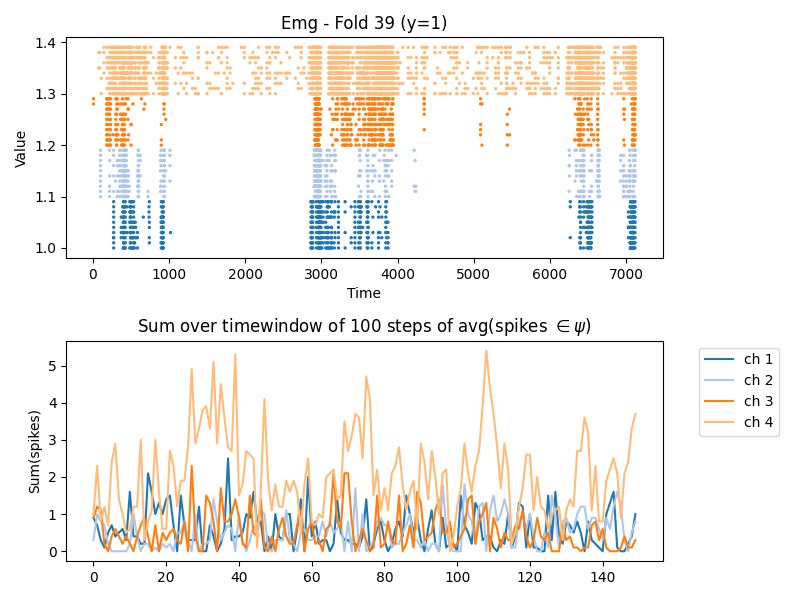 Emg - Fold 39 (y=1)
1.4
1.3
1.2
1.1
1.0
Value
0 1000 2000 3000 4000 5000 6000 7000
Time
Sum over timewindow of 100 steps of avg(spikes ∈ ψ)
5
4
3
2
1
0
Sum(spikes)
0 20 40 60 80 100 120 140
ch 1
ch 2
ch 3
ch 4